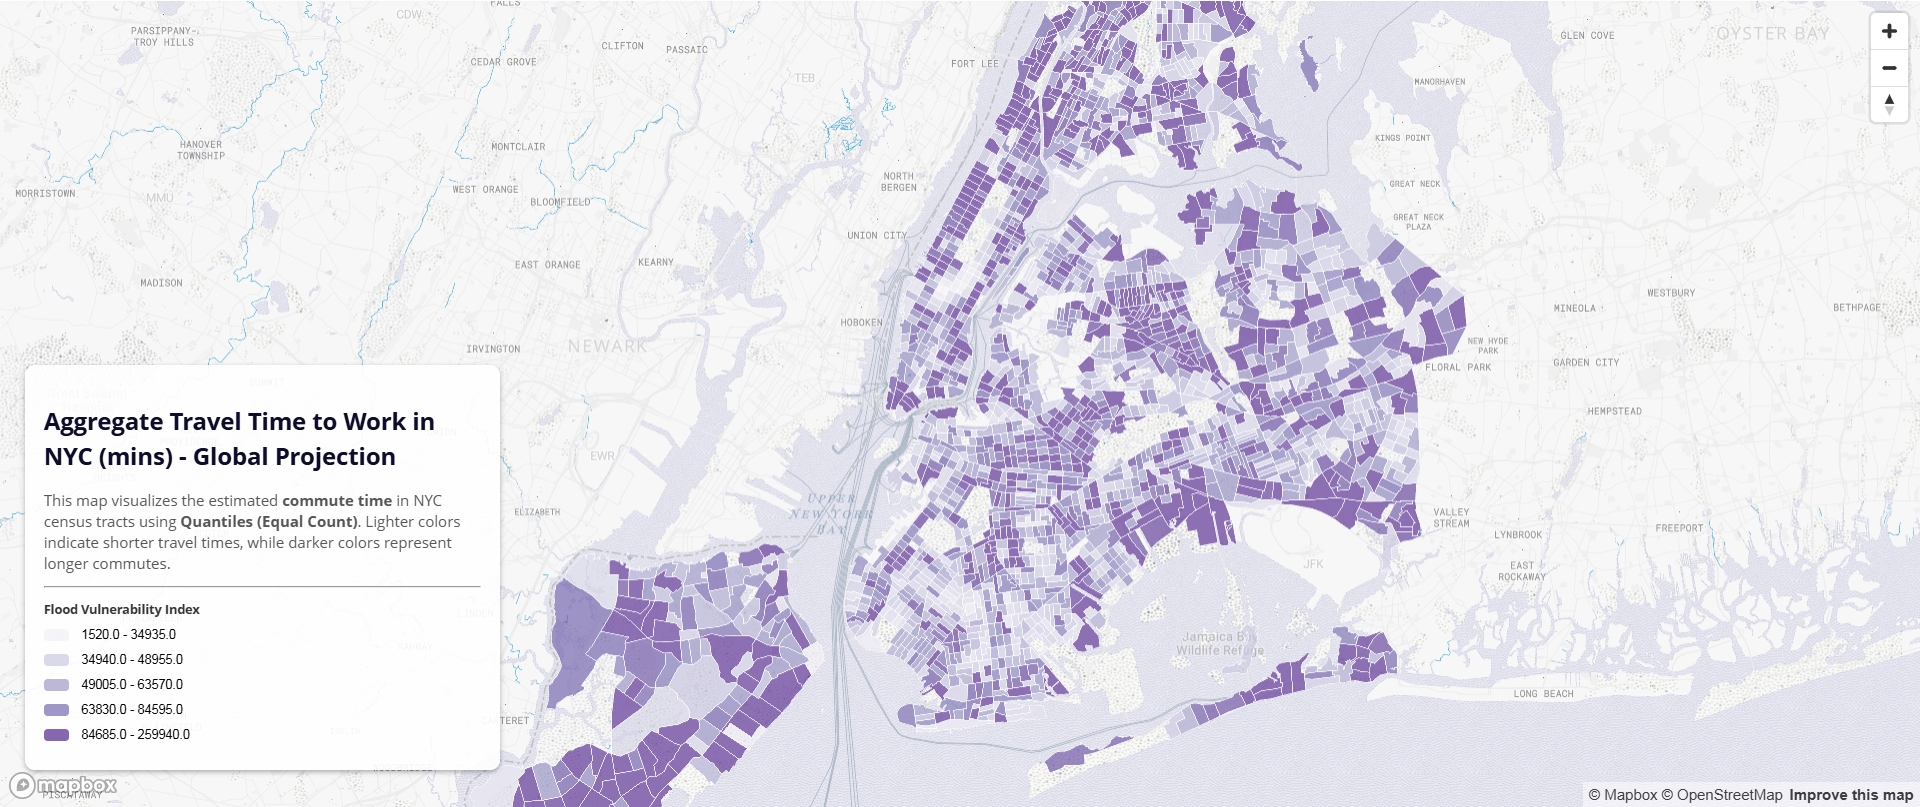 FALLS
CDW
PARSIPPANY-
TROY HILLS
CLIFTON
PASSAIC
CEDAR GROVE
FORT LEE
TEB
GLEN COVE
OYSTER BAY
MANORHAVEN
HANOVER
TOWNSHIP
MONTCLAIR
KINGS POINT
MORRISTOWN
MMU
WEST ORANGE
BLOOMFIELD
NORTH
BERGEN
GREAT NECK
GREAT NECK
PLAZA
UNION CITY
EAST ORANGE
KEARNY
MADISON
WESTBURY
MINEOLA
BETHPAGE
HOBOKEN
IRVINGTON
NEWARK
NEW HYDE
PARK
FLORAL PARK
GARDEN CITY
HEMPSTEAD
EWR
UPPER
NEW YORK
BAY
ELIZABETH
VALLEY
STREAM
FREEPORT
LYNBROOK
JFK
EAST
ROCKAWAY
Jamaica B
Wildlife Refuge
LONG BEACH
Aggregate Travel Time to Work in
NYC (mins) - Global Projection
This map visualizes the estimated commute time in NYC
census tracts using Quantiles (Equal Count). Lighter colors
indicate shorter travel times, while darker colors represent
longer commutes.
Flood Vulnerability Index
1520.0 - 34935.0
34940.0 - 48955.0
49005.0 - 63570.0
63830.0 - 84595.0
84685.0 - 259940.0
LINDEN
CARTERET
mapbox
PISCATAWAY
© Mapbox © OpenStreetMap Improve this map